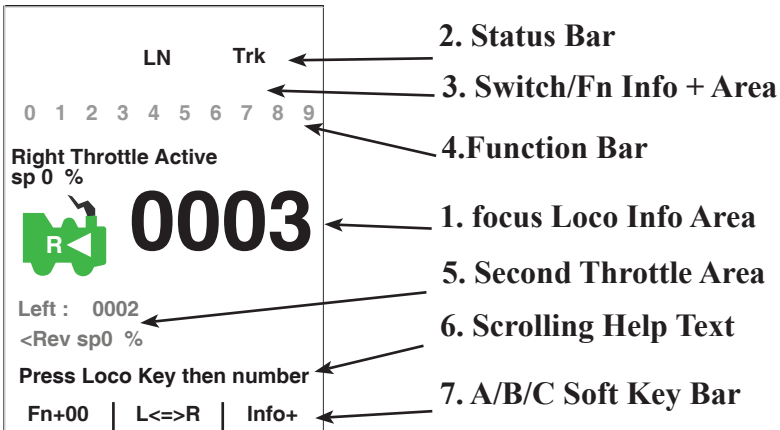 LN Trk
2. Status Bar
3. Switch/Fn Info + Area
0 1 2 3 4 5 6 7 8 9
4.Function Bar
Right Throttle Active
sp 0 %
R
0003
1. focus Loco Info Area
Left : 0002
5. Second Throttle Area
<Rev sp0 %
6. Scrolling Help Text
Press Loco Key then number
Fn+00 | L<=>R | Info+
7. A/B/C Soft Key Bar